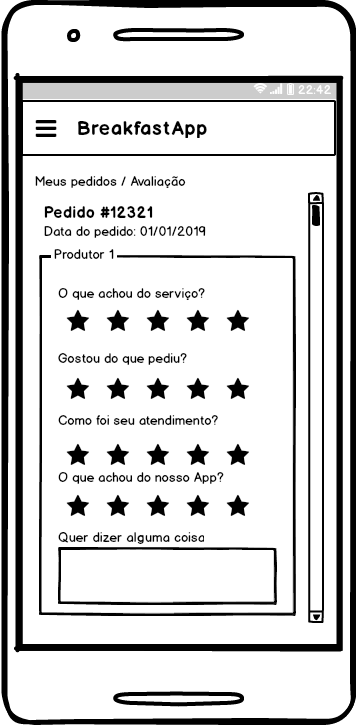 22:42
BreakfastApp
Meus pedidos / Avaliação
Pedido #12321
Data do pedido: 01/01/2019
Produtor 1
O que achou do serviço?
Gostou do que pediu?
Como foi seu atendimento?
O que achou do nosso App?
Quer dizer alguma coisa